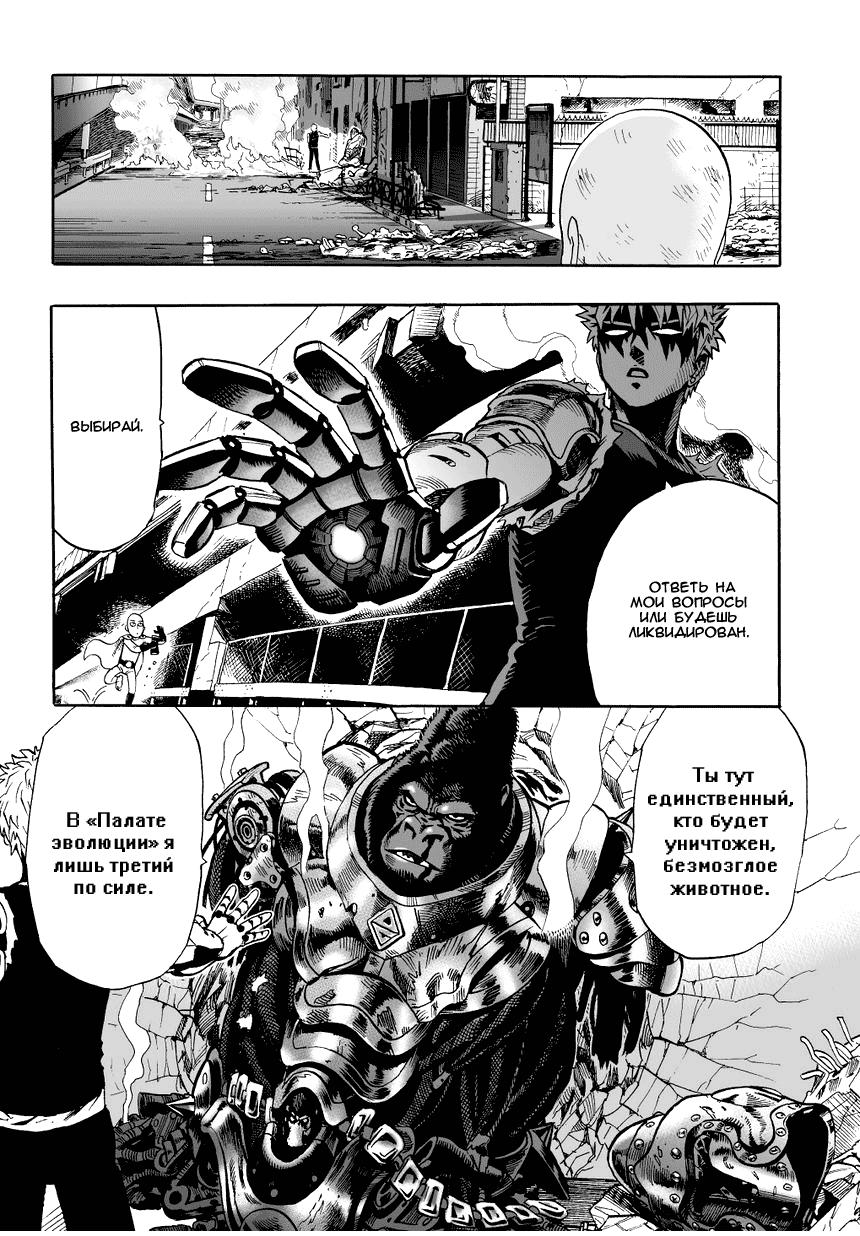 ОТВЕТЬ НА
МОИ ВОПРОСЫ
ИЛИ БУДЕШЬ
ЛИКВИДИРОВАН.
ВЫБИРАЙ.
Ты тут
единственный,
кто будет
уничтожен,
безмозглое
животное.
В «Палате
эволюции» я
лишь третий
по силе.